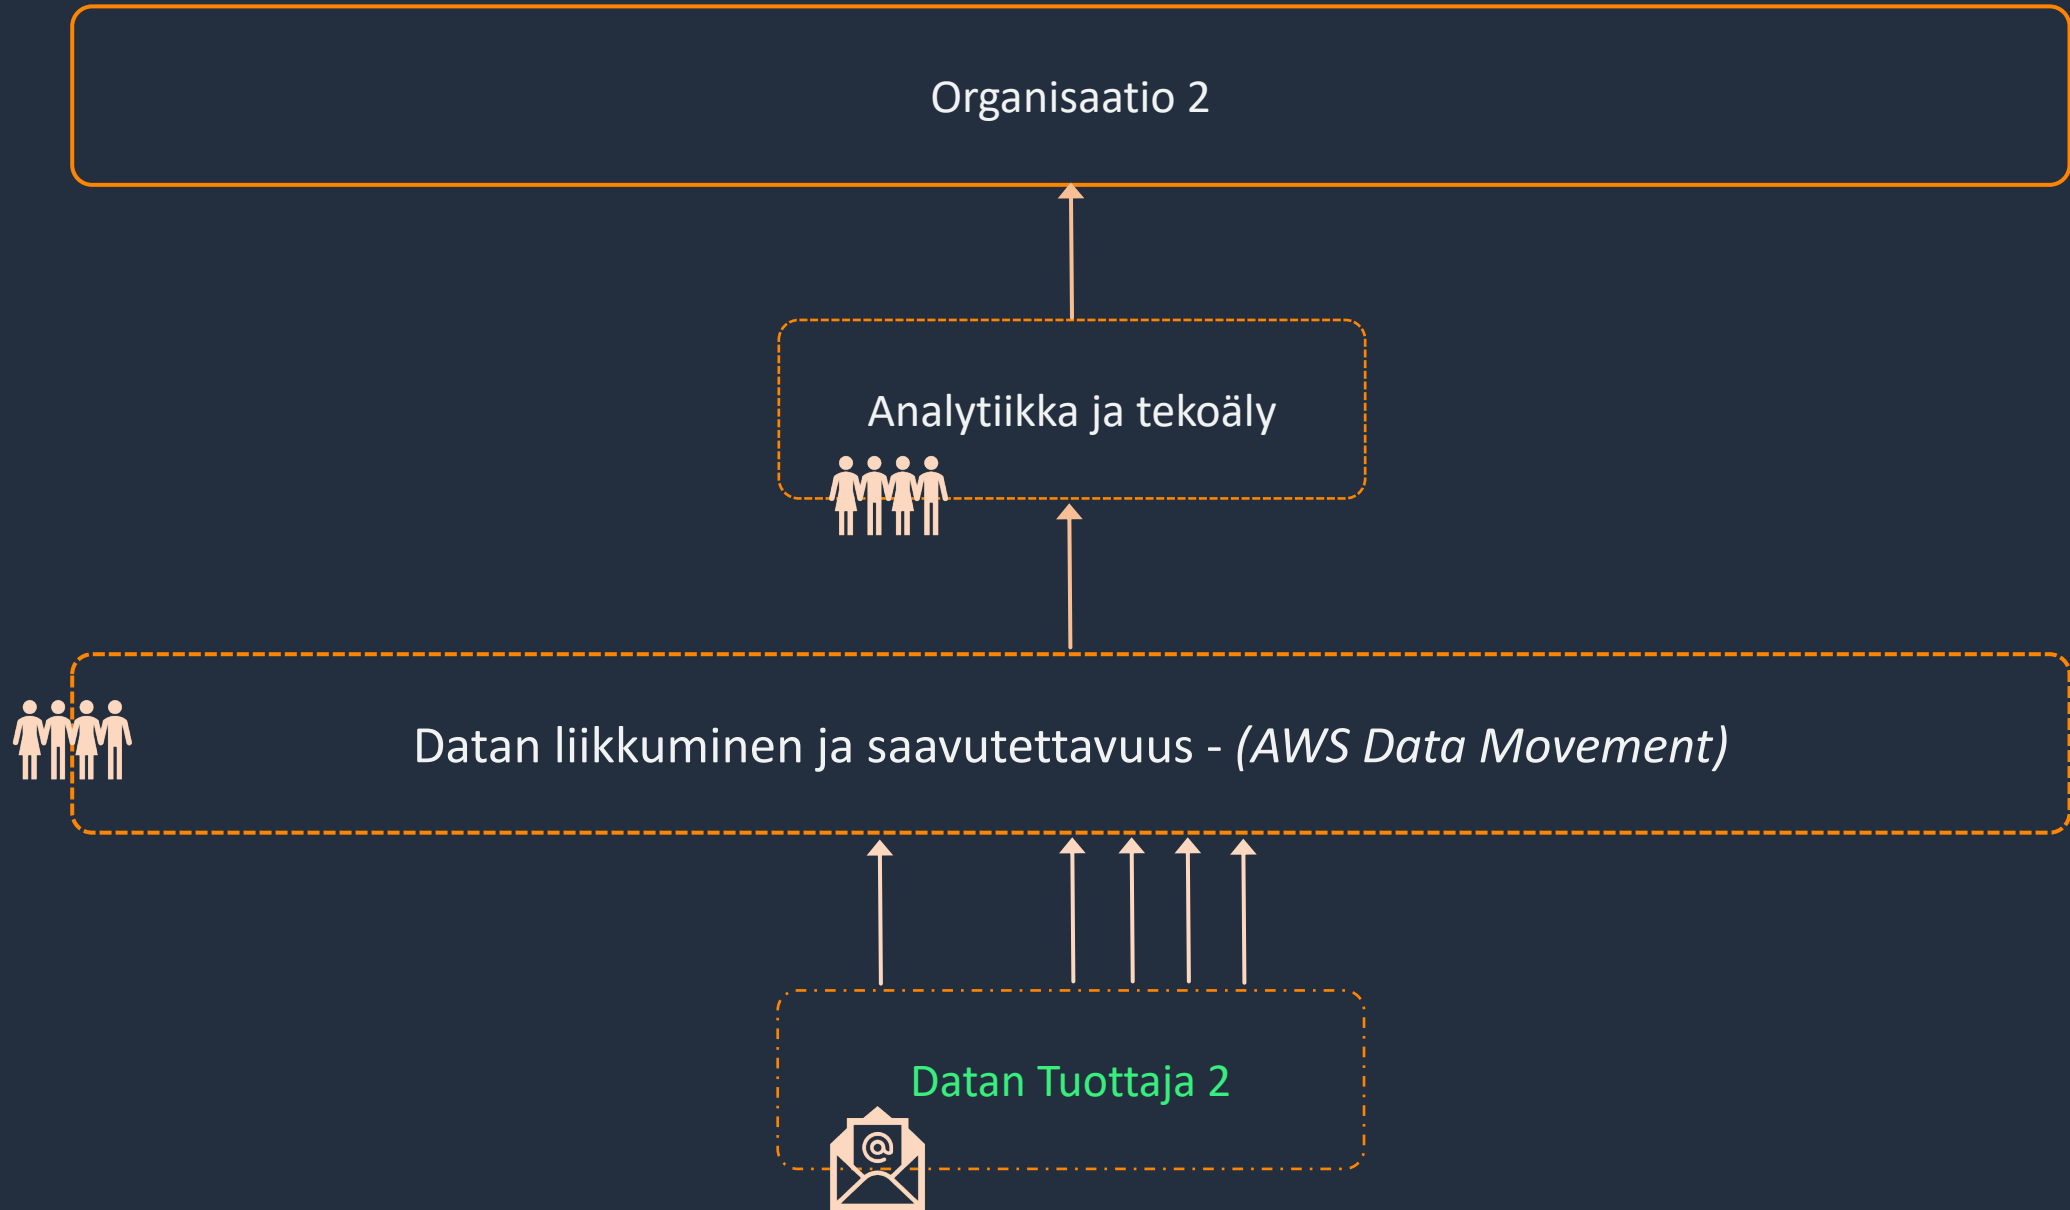 Organisaatio 2
Analytiikka ja tekoäly
Datan liikkuminen ja saavutettavuus - (AWS Data Movement)
Datan Tuottaja 2
@